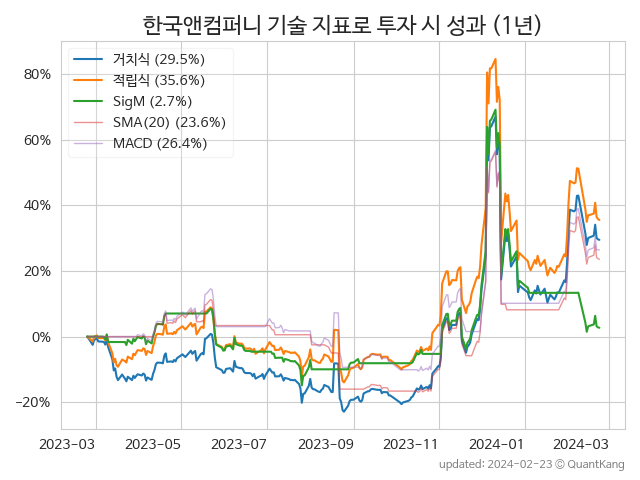 한국앤컴퍼니 기술 지표로 투자 시 성과 (1년)
거치식 (29.5%)
적립식 (35.6%)
SigM (2.7%)
SMA(20) (23.6%)
MACD (26.4%)
80%
60%
40%
20%
0%
−20%
2023-03 2023-05 2023-07 2023-09 2023-11 2024-01 2024-03
updated: 2024-02-23 © QuantKang